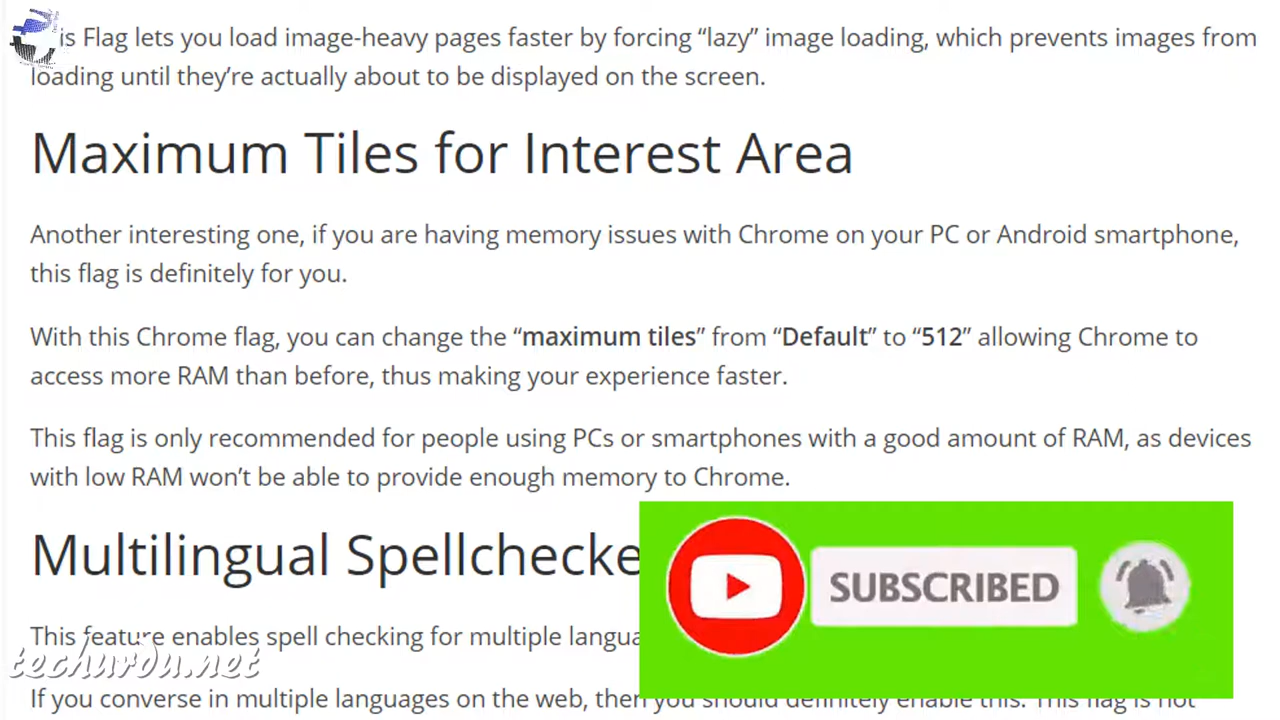 is Flag lets you load image-heavy pages faster by forcing “lazy” image loading, which prevents images from
loading until they’re actually about to be displayed on the screen.
Maximum Tiles for Interest Area
Another interesting one, if you are having memory issues with Chrome on your PC or Android smartphone,
this flag is definitely for you.
With this Chrome flag, you can change the “maximum tiles” from “Default” to “512” allowing Chrome to
access more RAM than before, thus making your experience faster.
This flag is only recommended for people using PCs or smartphones with a good amount of RAM, as devices
with low RAM won’t be able to provide enough memory to Chrome.
Multilingual Spellchecke
SUBSCRIBED
This feature enables spell checking for multiple langua
techurdu.net
If you converse in multiple languages on the web, then you should definitely enable this. This flag is not